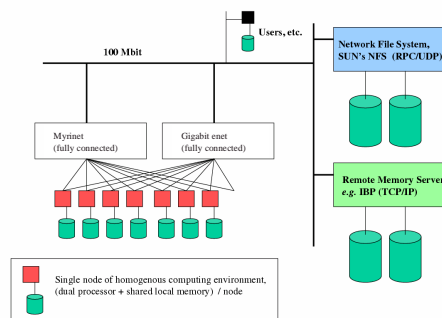 Users, etc.
100 Mbit
Network File System,
SUN's NFS (RPC/UDP)
Myrinet
(fully connected)
Gigabit enet
(fully connected)
Remote Memory Server
e.g. IBP (TCP/IP)
Single node of homogenous computing environment,
(dual processor + shared local memory) / node